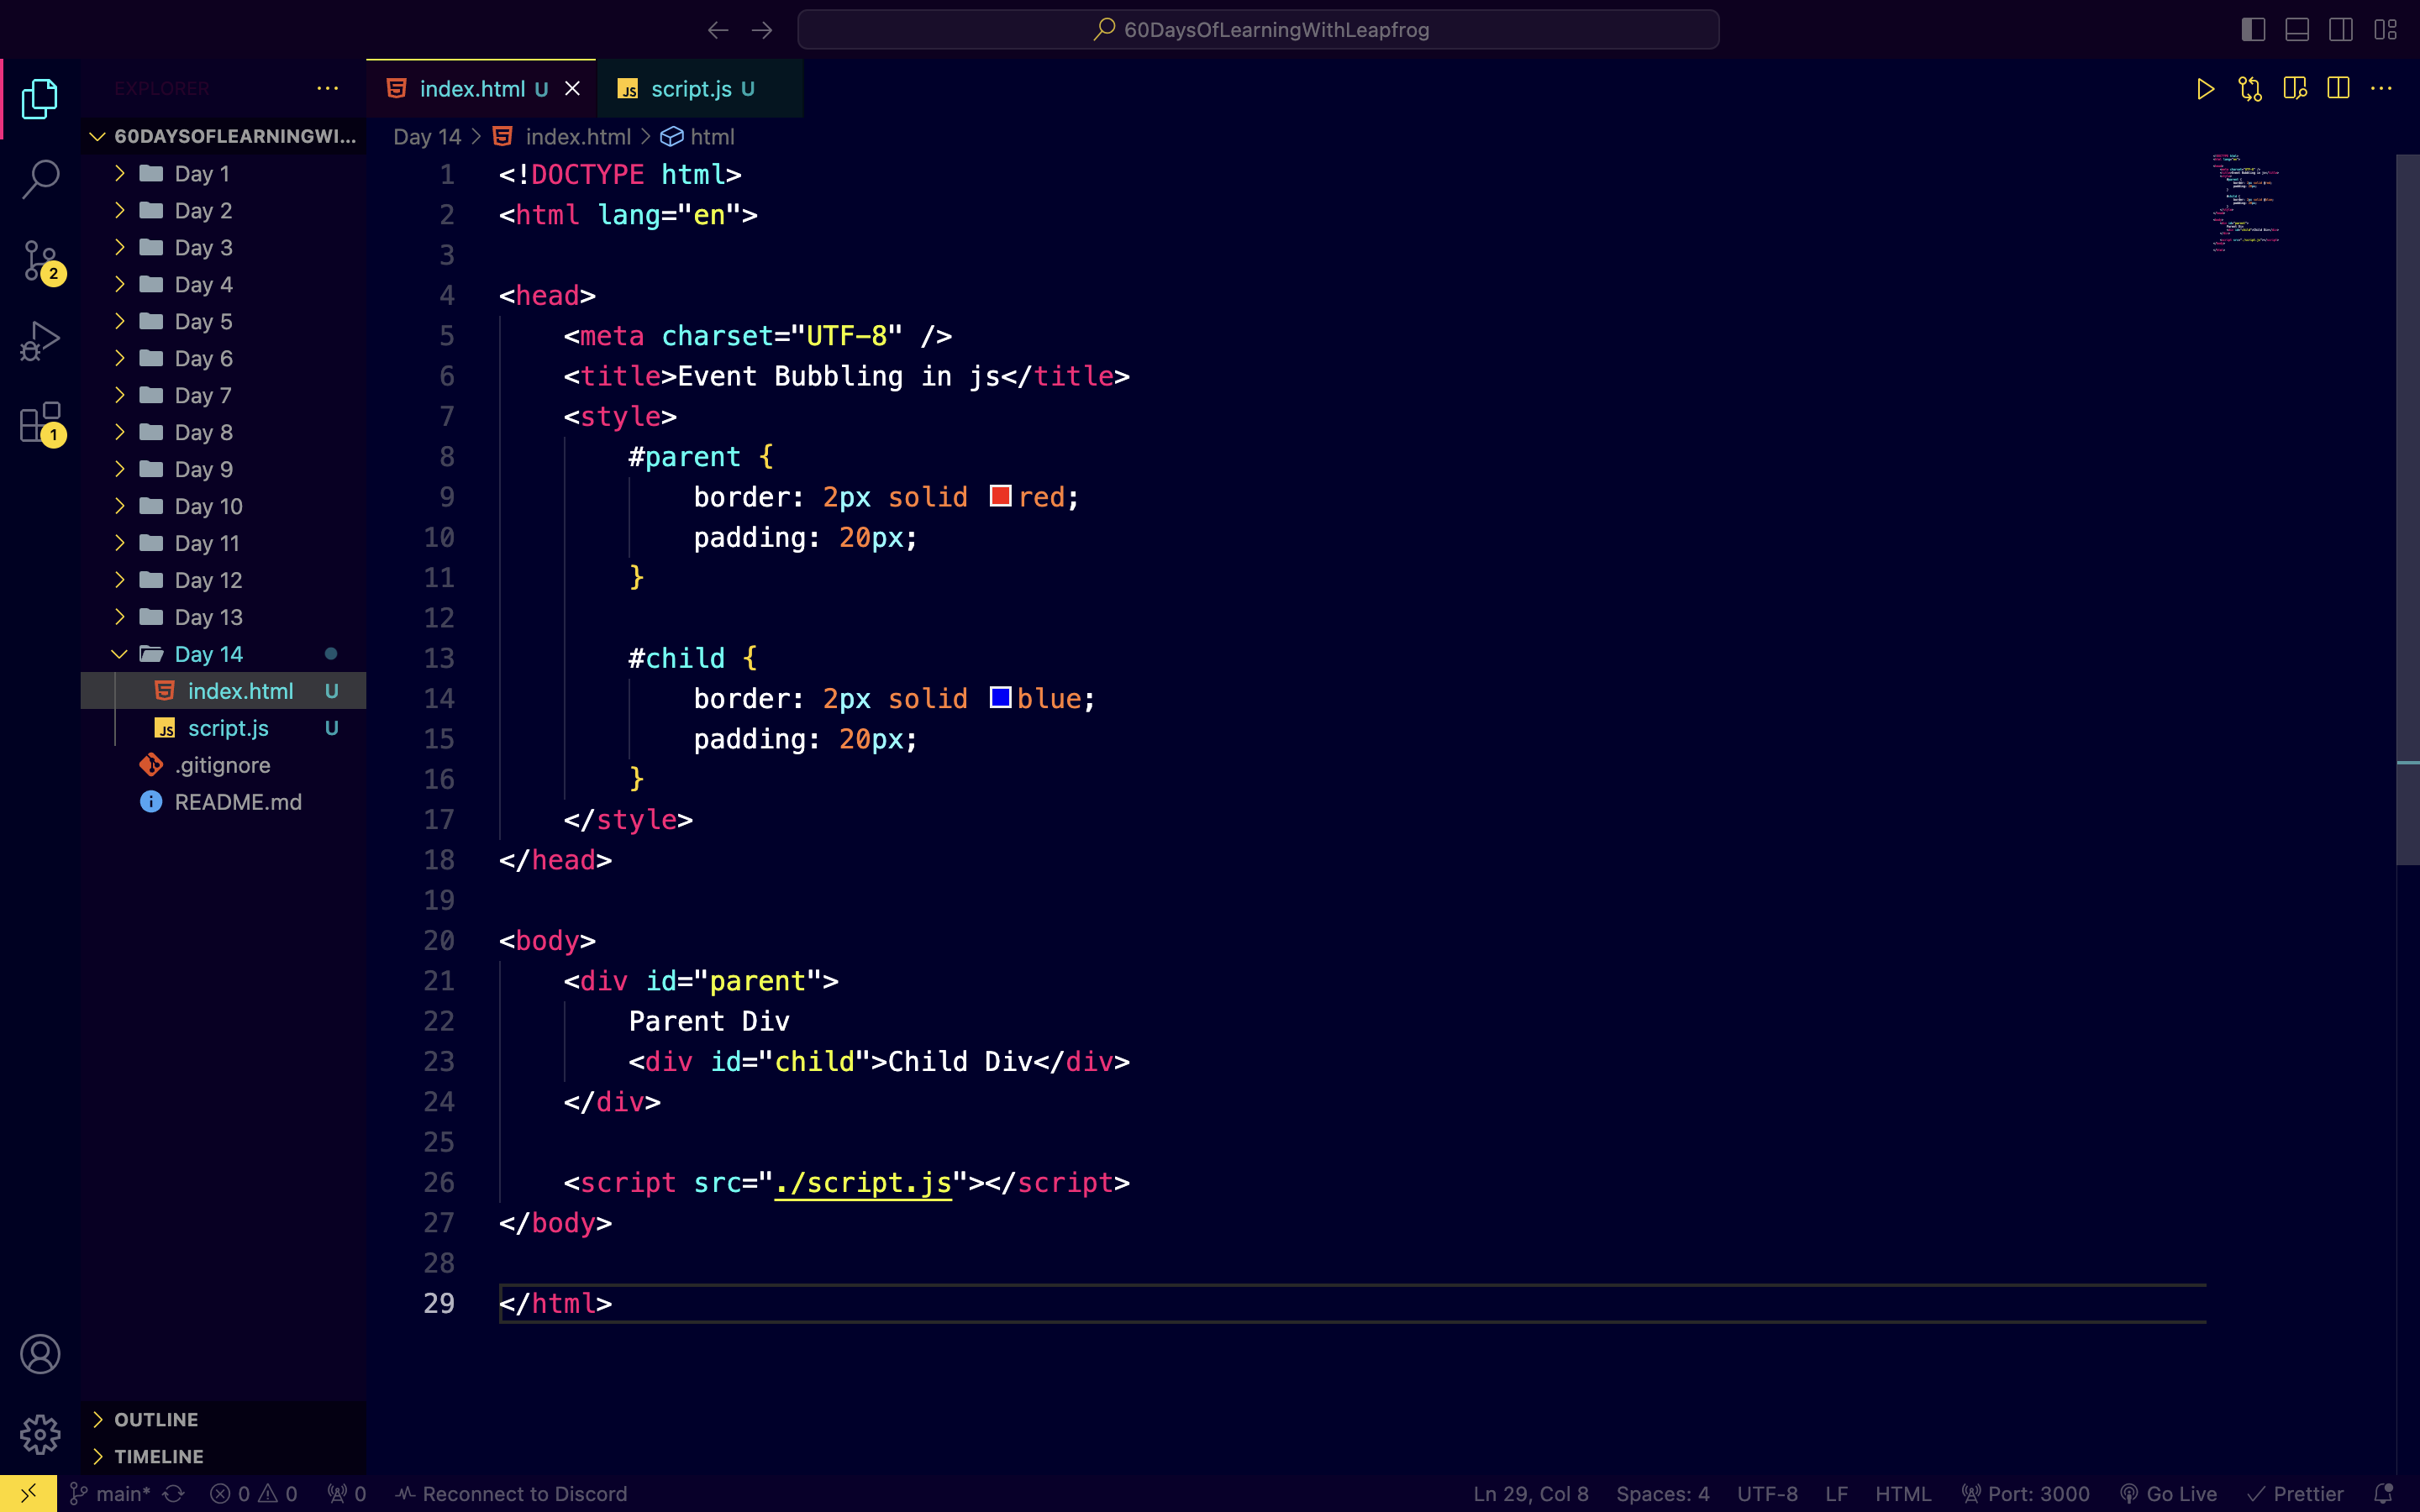 60DaysOfLearningWithLeapfrog
EXPLORER
60DAYSOFLEARNINGWI...
Day 1
Day 2
Day 3
Day 4
Day 5
Day 6
Day 7
Day 8
Day 9
Day 10
Day 11
Day 12
Day 13
Day 14
index.html U
script.js U
.gitignore
README.md
OUTLINE
TIMELINE
2
1
index.html U
script.js U
Day 14 > index.html > html
1 <!DOCTYPE html>
2 <html lang="en">
3
4 <head>
5 <meta charset="UTF-8" />
6 <title>Event Bubbling in js</title>
7 <style>
8 #parent {
9 border: 2px solid red;
10 padding: 20px;
11 }
12
13 #child {
14 border: 2px solid blue;
15 padding: 20px;
16 }
17 </style>
18 </head>
19
20 <body>
21 <div id="parent">
22 Parent Div
23 <div id="child">Child Div</div>
24 </div>
25
26 <script src="./script.js"></script>
27 </body>
28
29 </html>
main* 0 0 0 Reconnect to Discord Ln 29, Col 8 Spaces: 4 UTF-8 LF HTML Port: 3000 Go Live Prettier